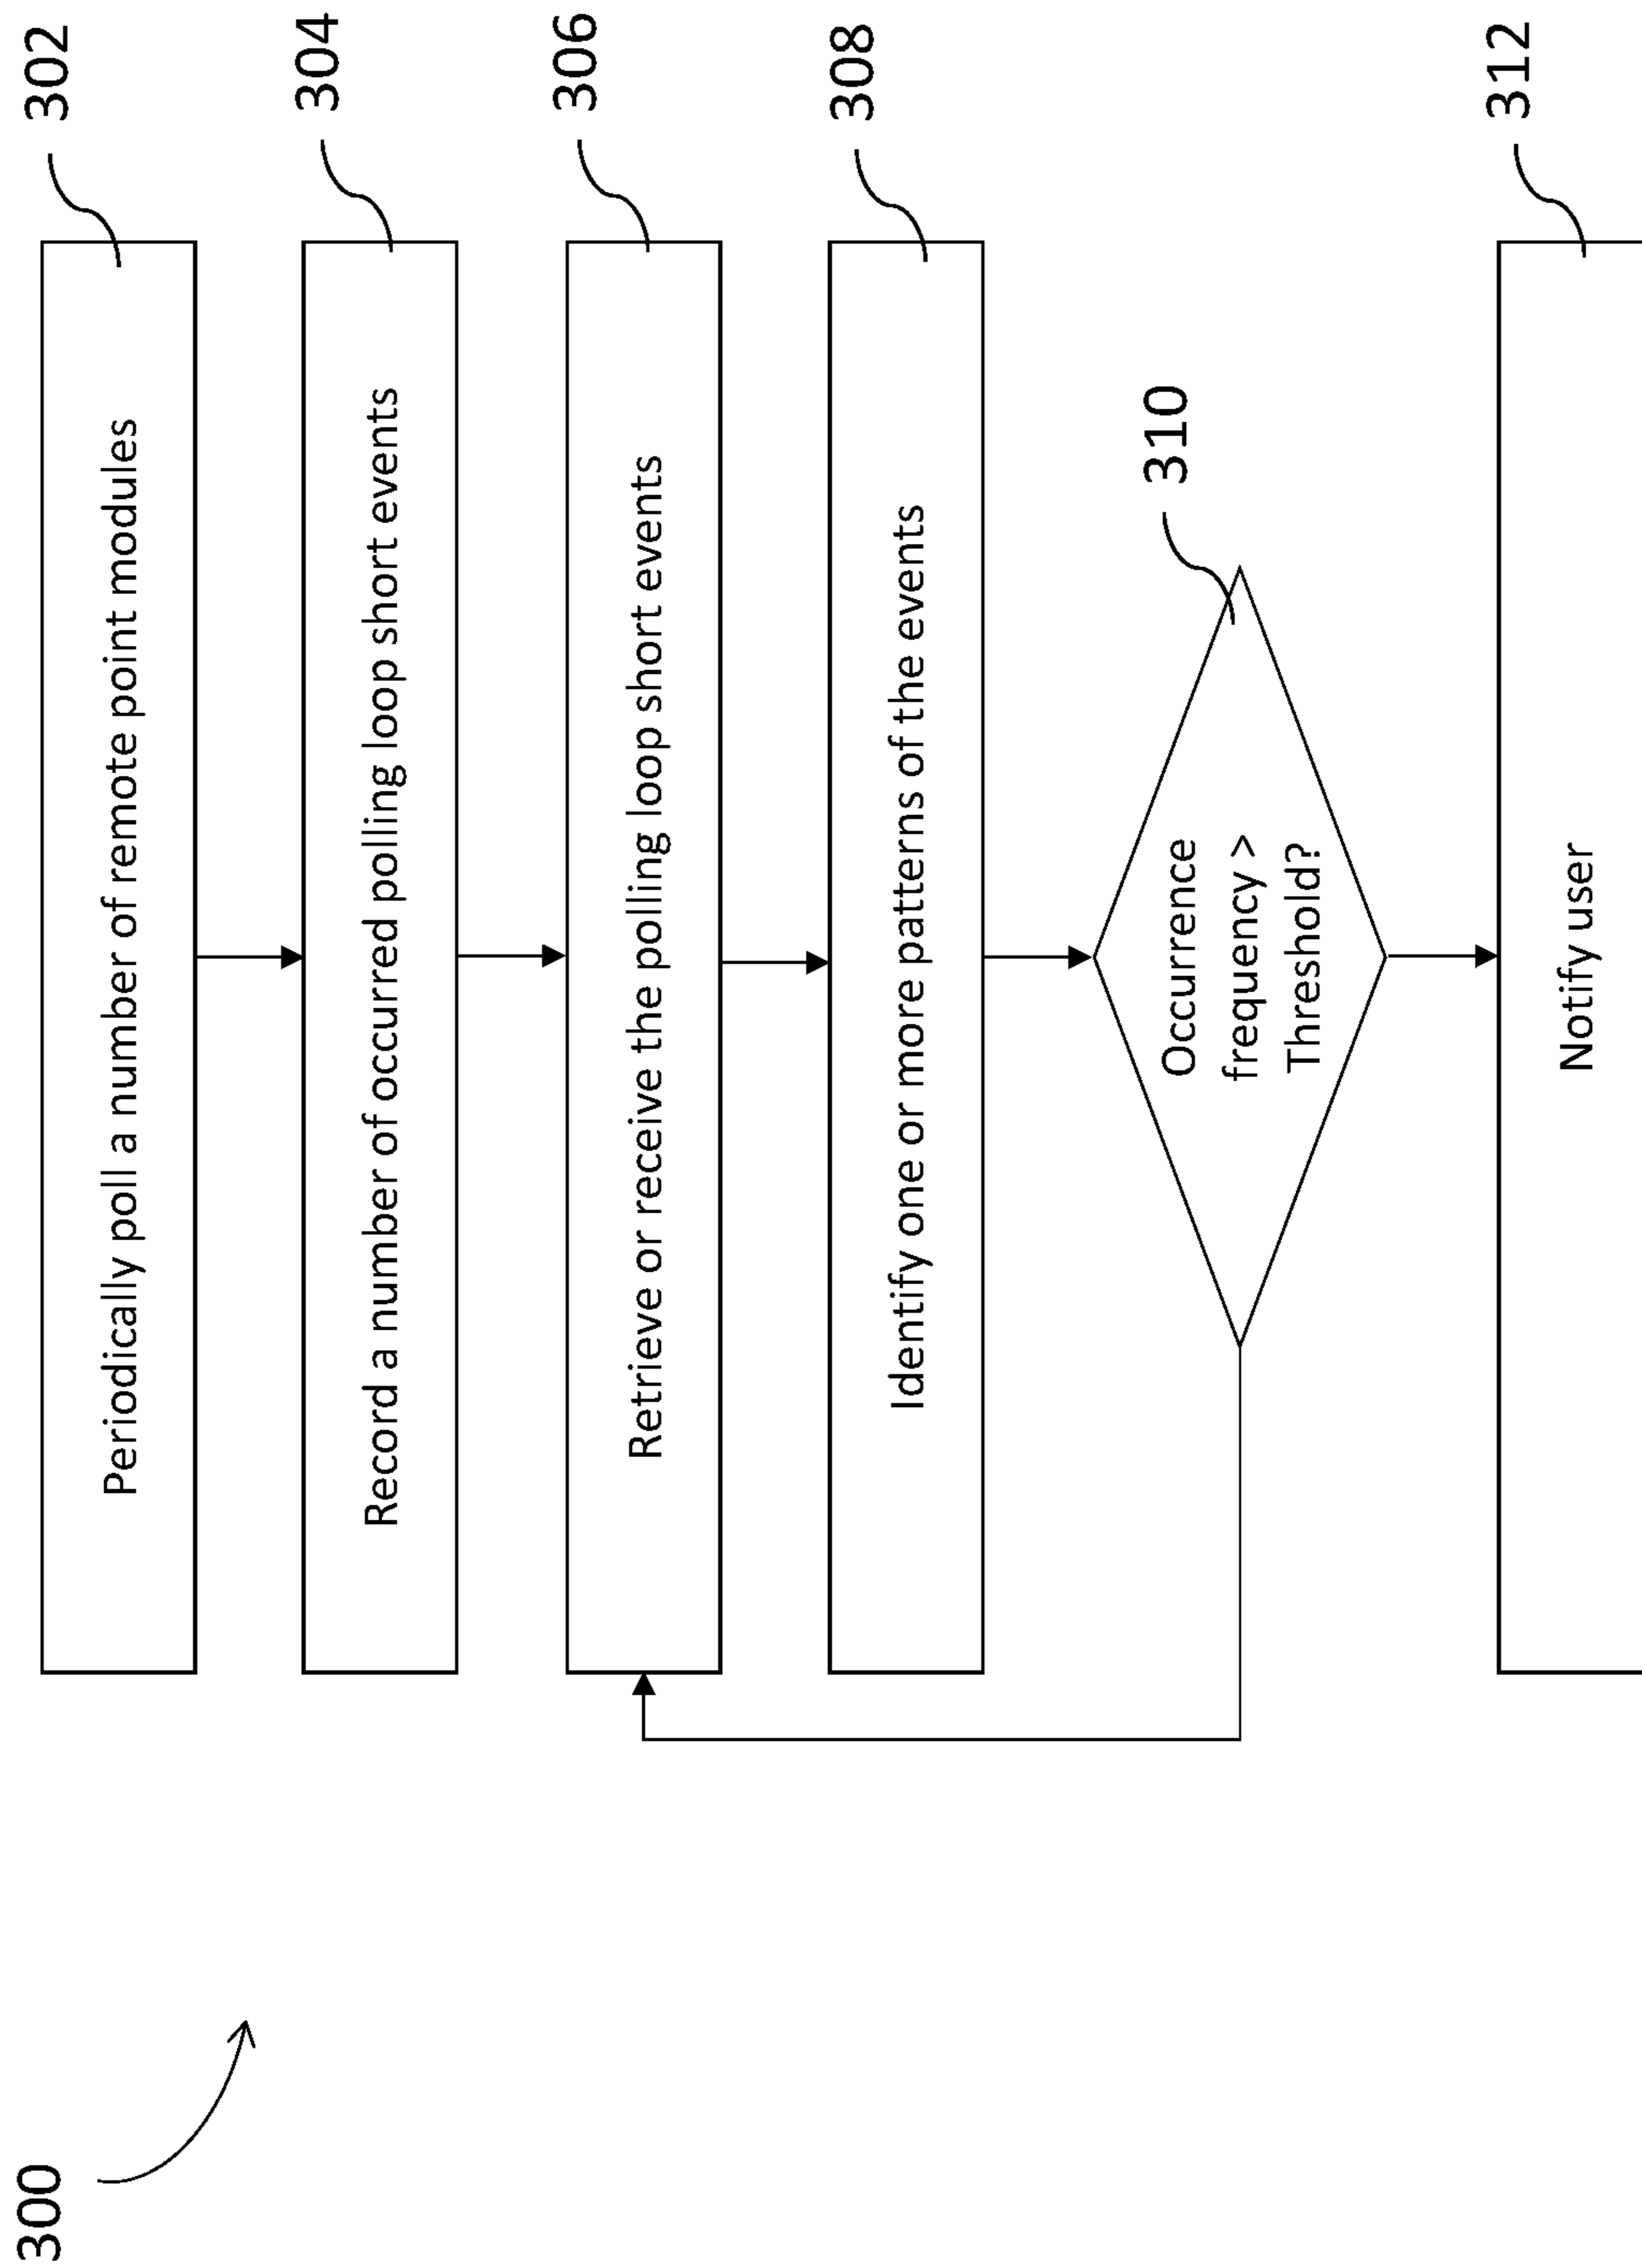 300
302
Periodically poll a number of remote point modules
304
Record a number of occurred polling loop short events
306
Retrieve or receive the polling loop short events
308
Identify one or more patterns of the events
310
Occurrence
frequency >
Threshold?
312
Notify user